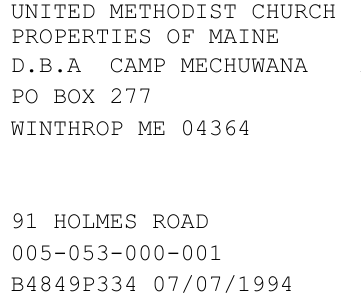 UNITED METHODIST CHURCH
PROPERTIES OF MAINE
D.B.A  CAMP MECHUWANA
PO BOX 277
WINTHROP ME 04364
91 HOLMES ROAD
005-053-000-001
B4849P334 07/07/1994